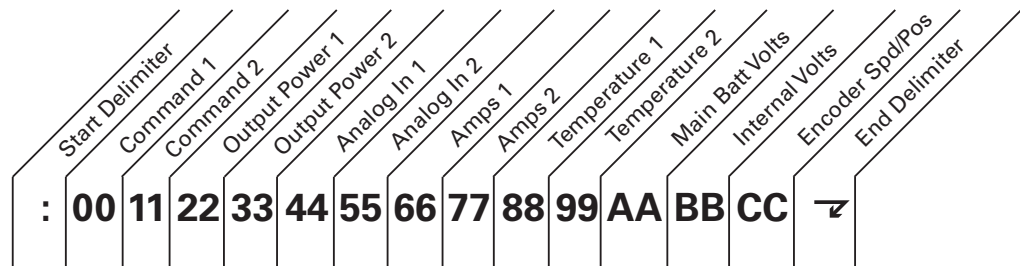 Start Delimiter
Command 1
Command 2
Output Power 1
Output Power 2
Analog In 1
Analog In 2
Amps 1
Amps 2
Temperature 1
Temperature 2
Main Batt Volts
Internal Volts
Encoder Spd/Pos
End Delimiter
: 00 11 22 33 44 55 66 77 88 99 AA BB CC